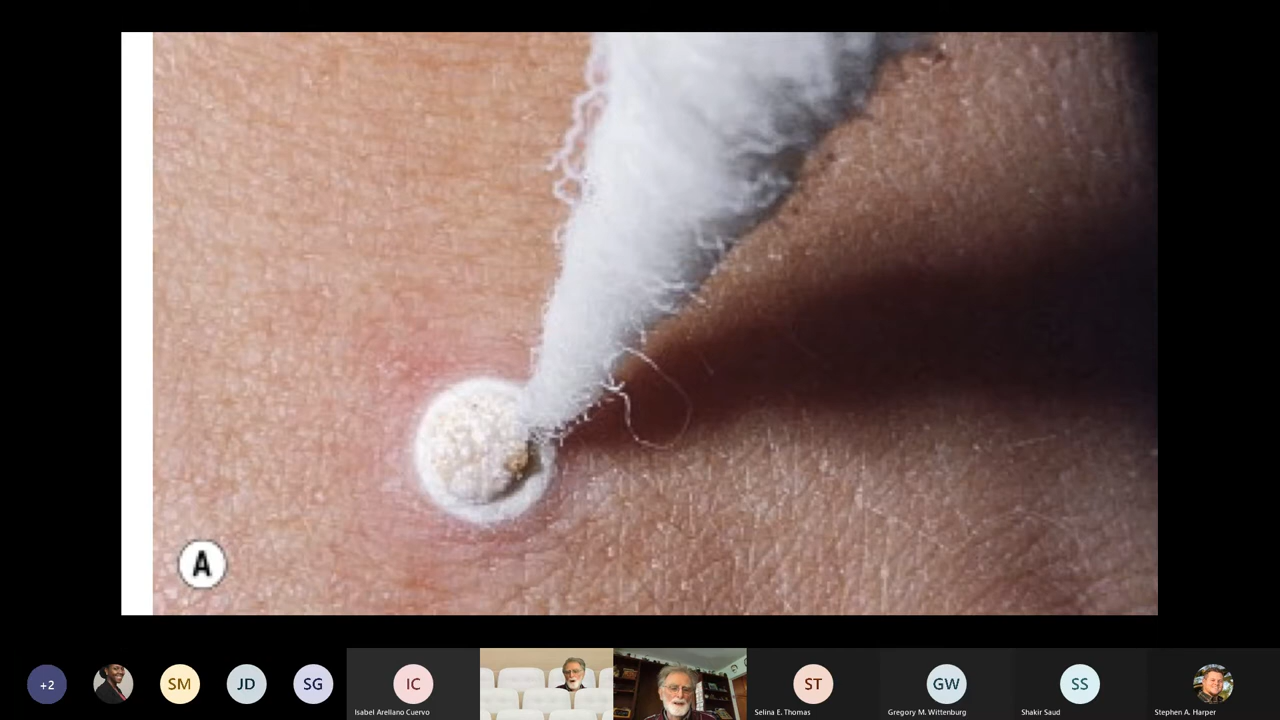 A
+2
SM
JD
SG
IC
Isabel Arellano Cuervo
ST
Selina E. Thomas
GW
Gregory M. Wittenburg
SS
Shakir Saud
Stephen A. Harper